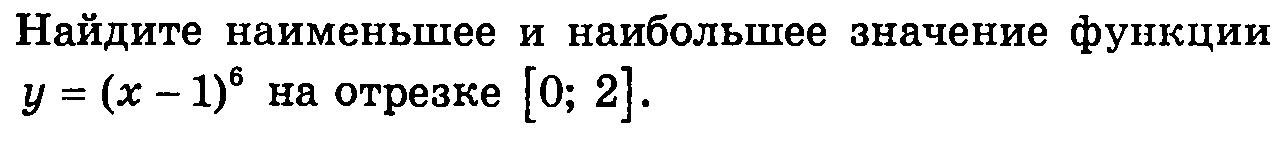 Найдите наименьшее и наибольшее значение функции
y = (x − 1)⁶ на отрезке [0; 2].